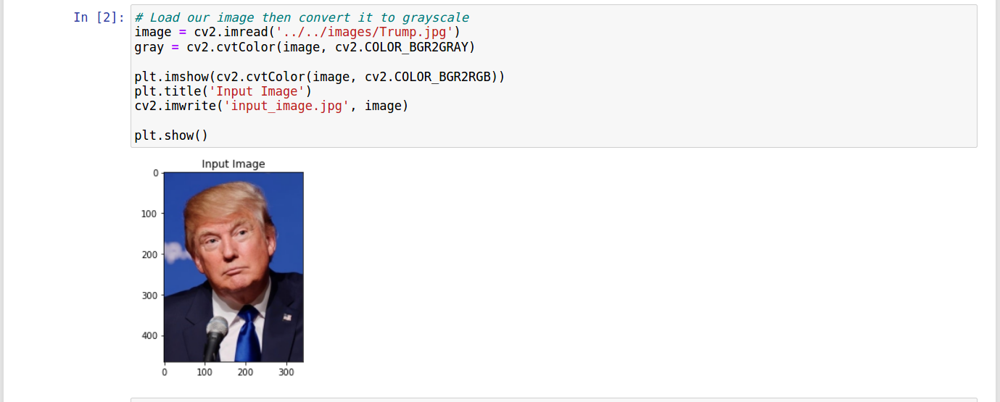 In [2]:
# Load our image then convert it to grayscale
image = cv2.imread('../../images/Trump.jpg')
gray = cv2.cvtColor(image, cv2.COLOR_BGR2GRAY)
plt.imshow(cv2.cvtColor(image, cv2.COLOR_BGR2RGB))
plt.title('Input Image')
cv2.imwrite('input_image.jpg', image)
plt.show()
Input Image
0
100
200
300
400
0 100 200 300